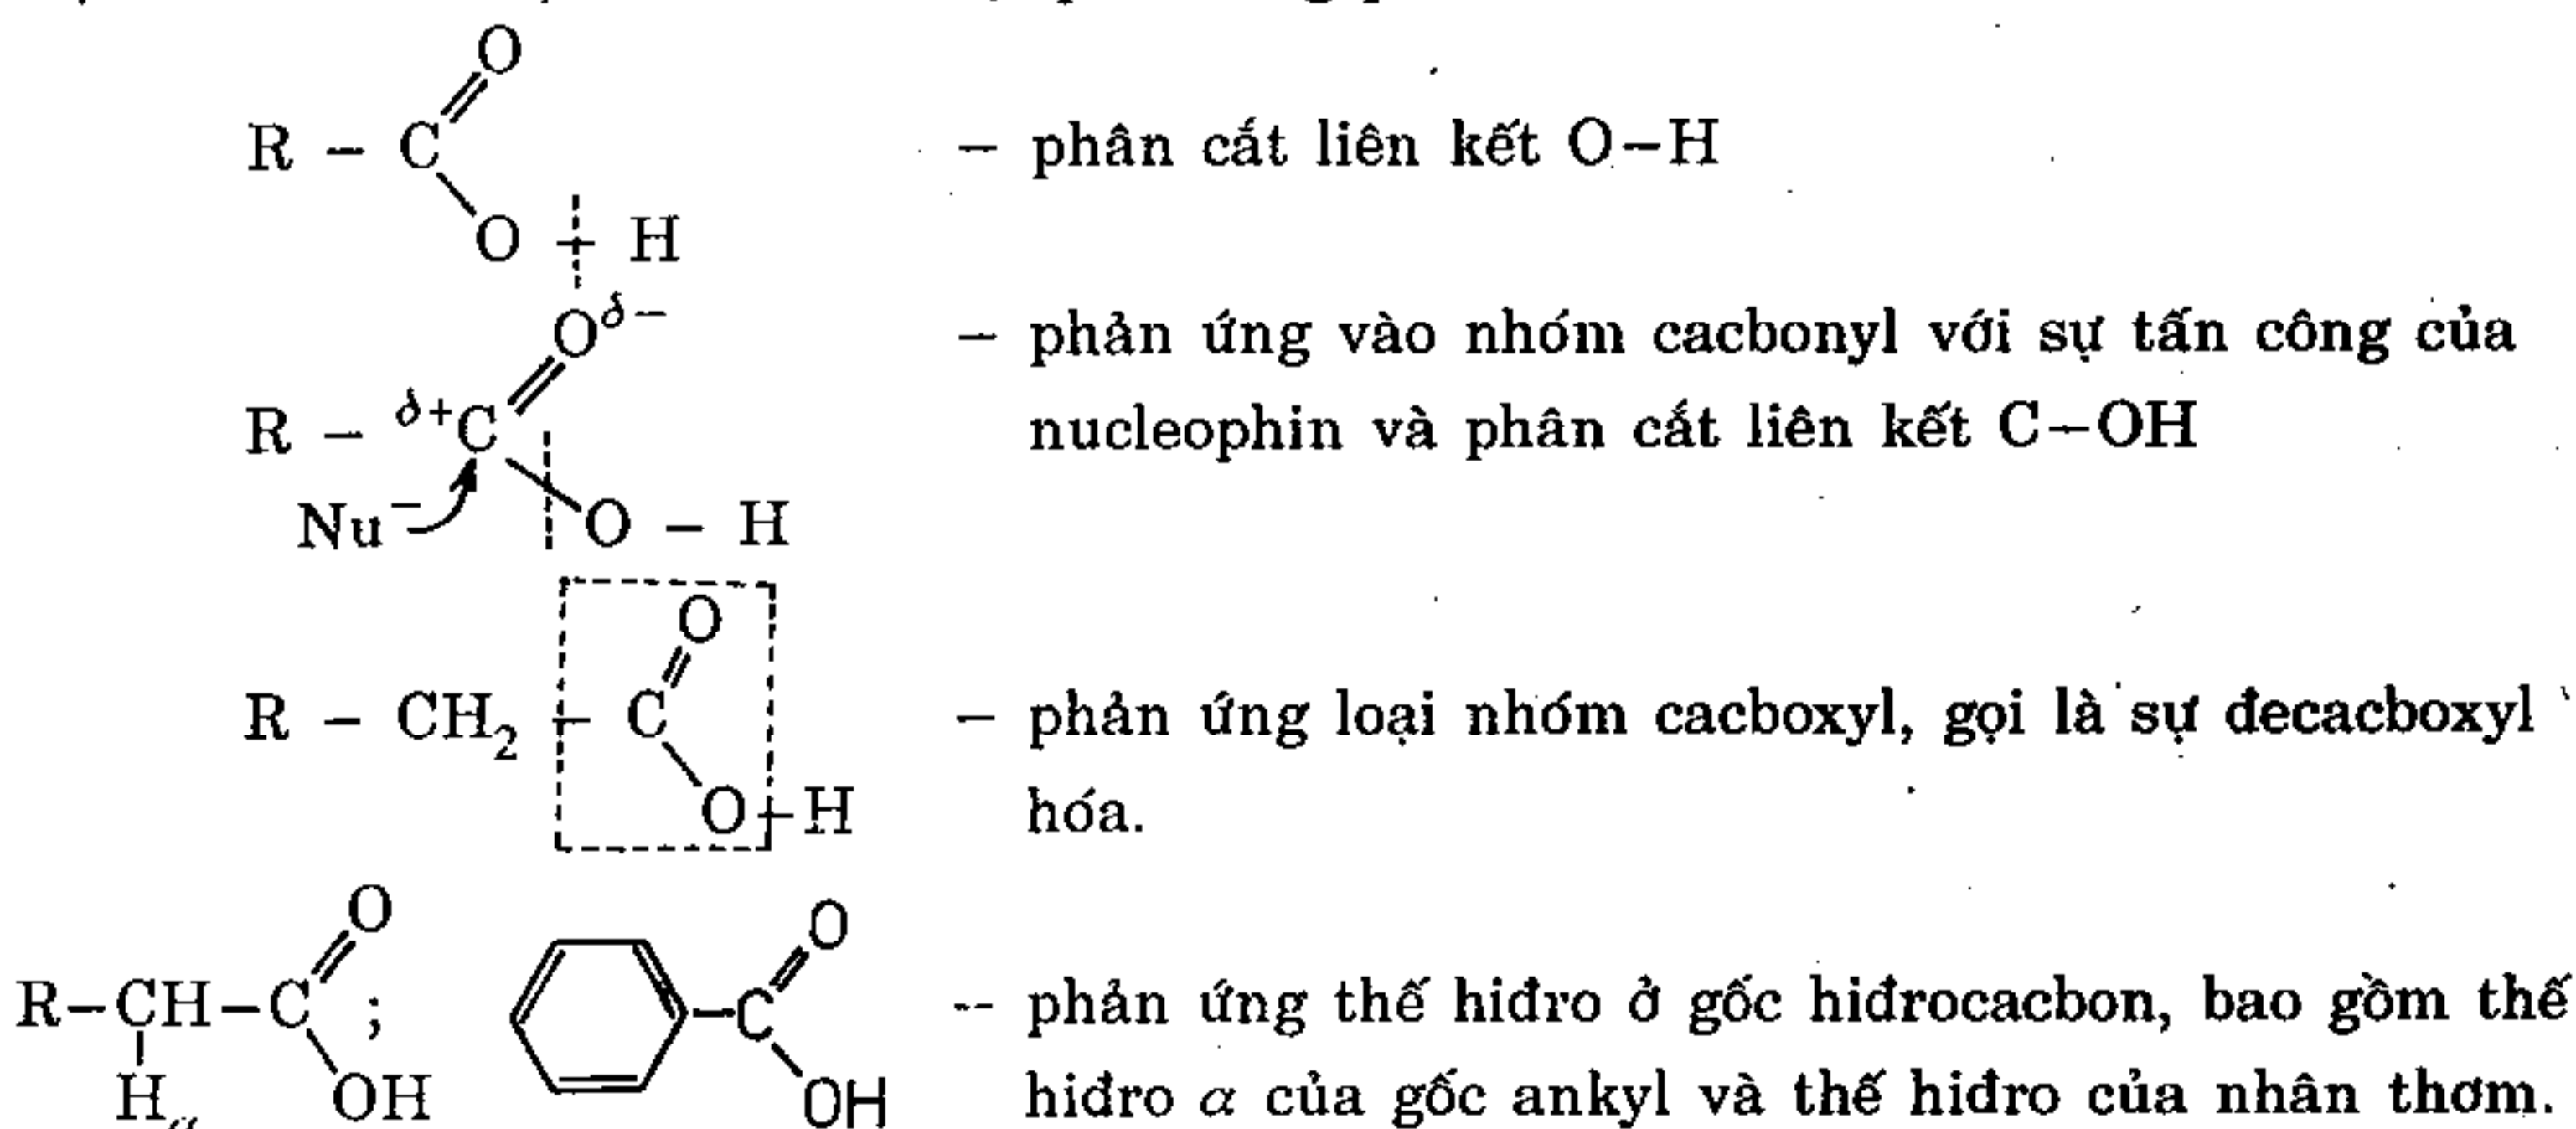 O
R – C – phân cắt liên kết O–H
O – H
Oδ– – phản ứng vào nhóm cacbonyl với sự tấn công của
R – δ+C nucleophin và phân cắt liên kết C–OH
Nu– O – H
O
R – CH2 – C – phản ứng loại nhóm cacboxyl, gọi là sự đecacboxyl
O–H hóa.
O O
R–CH–C ; –C -- phản ứng thế hiđro ở gốc hiđrocacbon, bao gồm thế
Hα OH OH hiđro α của gốc ankyl và thế hiđro của nhân thơm.